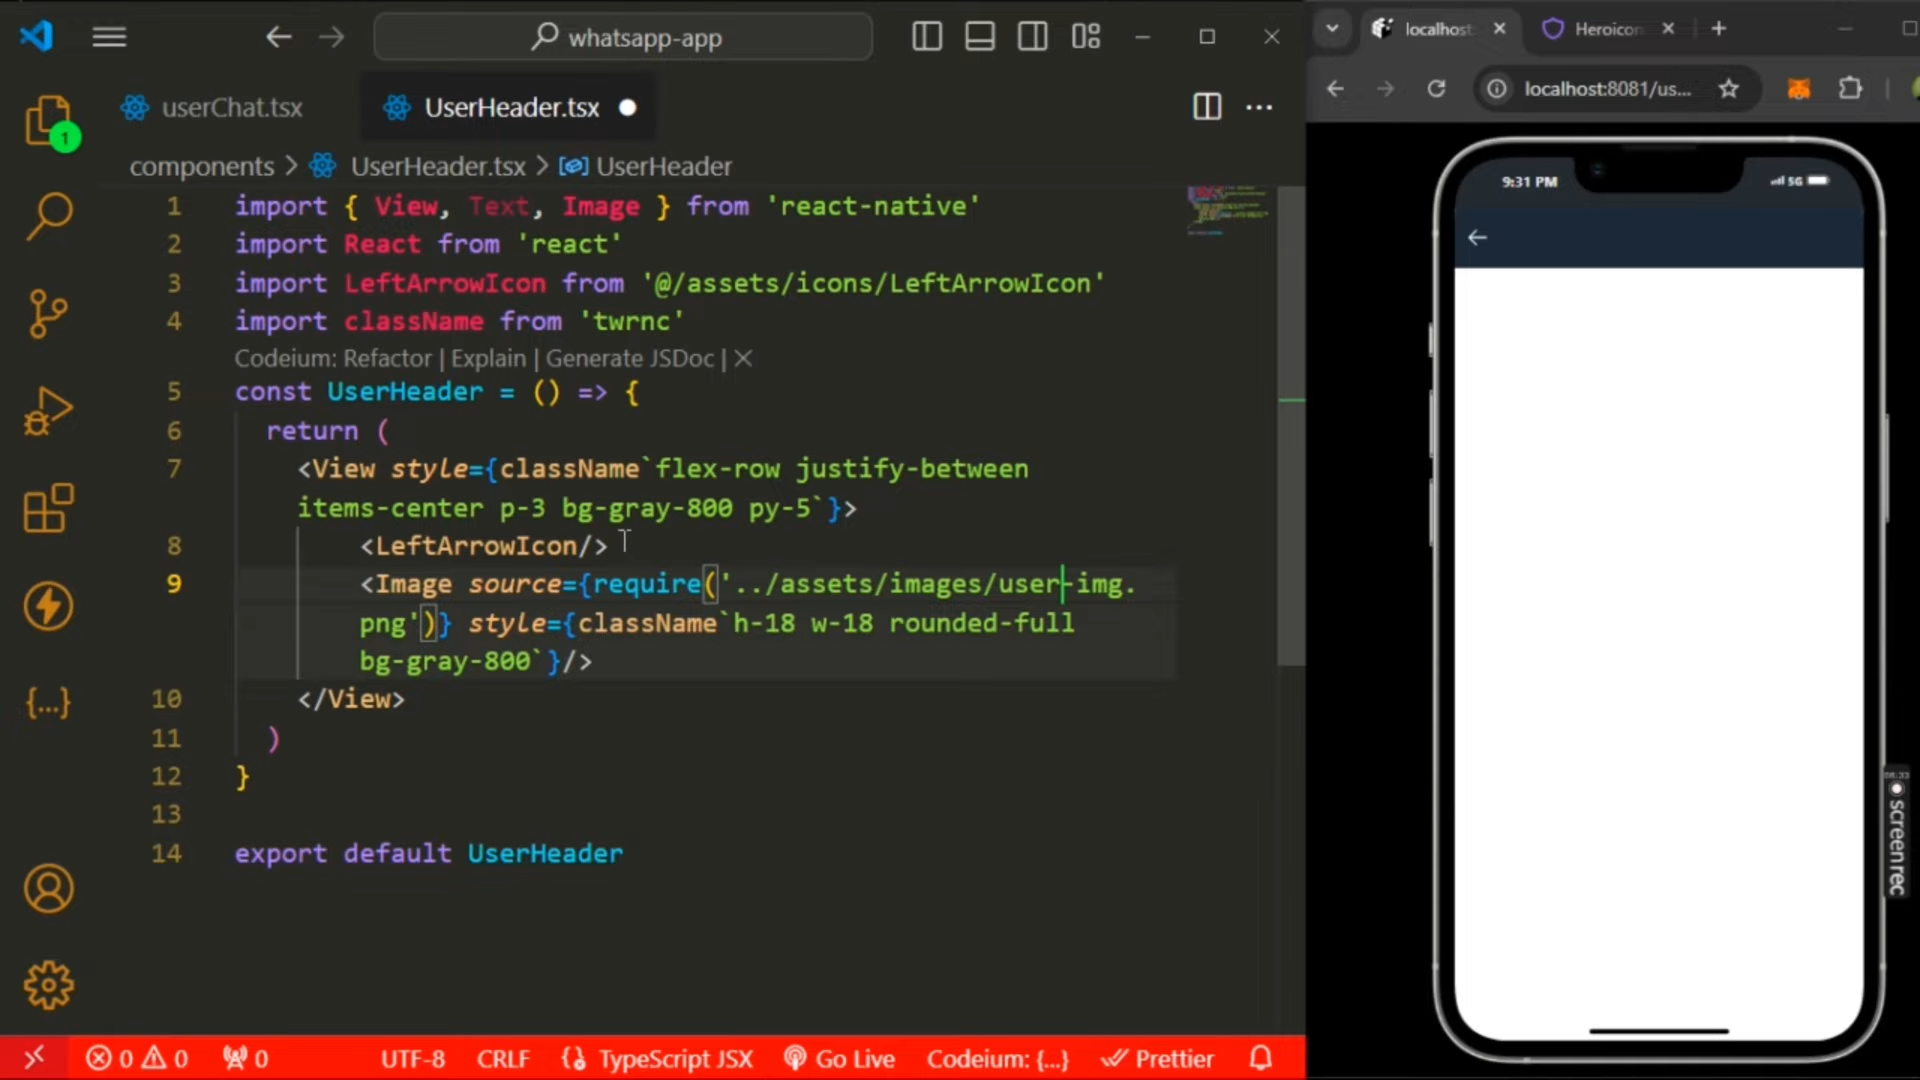 whatsapp-app
userChat.tsx
UserHeader.tsx
components > UserHeader.tsx > UserHeader
1 import { View, Text, Image } from 'react-native'
2 import React from 'react'
3 import LeftArrowIcon from '@/assets/icons/LeftArrowIcon'
4 import className from 'twrnc'
Codeium: Refactor | Explain | Generate JSDoc | ×
5 const UserHeader = () => {
6 return (
7 <View style={className`flex-row justify-between
items-center p-3 bg-gray-800 py-5`}>
8 <LeftArrowIcon/>
9 <Image source={require('../assets/images/user-img.
png')} style={className`h-18 w-18 rounded-full
bg-gray-800`}/>
10 </View>
11 )
12 }
13
14 export default UserHeader
1
{...}
0 0 0 UTF-8 CRLF TypeScript JSX Go Live Codeium: {...} Prettier
localhost:
Heroicon
localhost:8081/us...
9:31 PM
5G
screenrec